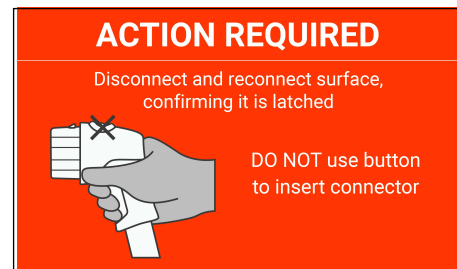 ACTION REQUIRED
Disconnect and reconnect surface,
confirming it is latched
DO NOT use button
to insert connector